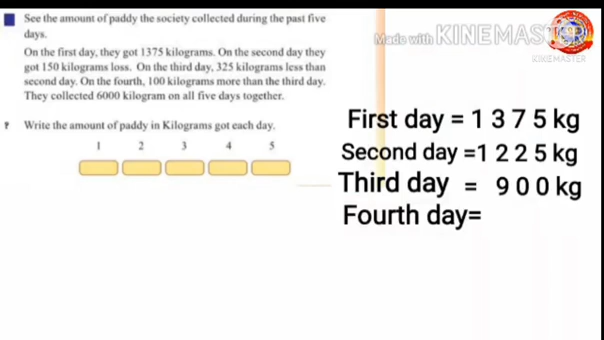 See the amount of paddy the society collected during the past five
days.
On the first day, they got 1375 kilograms. On the second day they
got 150 kilograms loss. On the third day, 325 kilograms less than
second day. On the fourth, 100 kilograms more than the third day.
They collected 6000 kilogram on all five days together.
? Write the amount of paddy in Kilograms got each day.
1 2 3 4 5
Made with KINEMASTER
KINEMASTER
First day = 1 3 7 5 kg
Second day =1 2 2 5 kg
Third day = 9 0 0 kg
Fourth day=